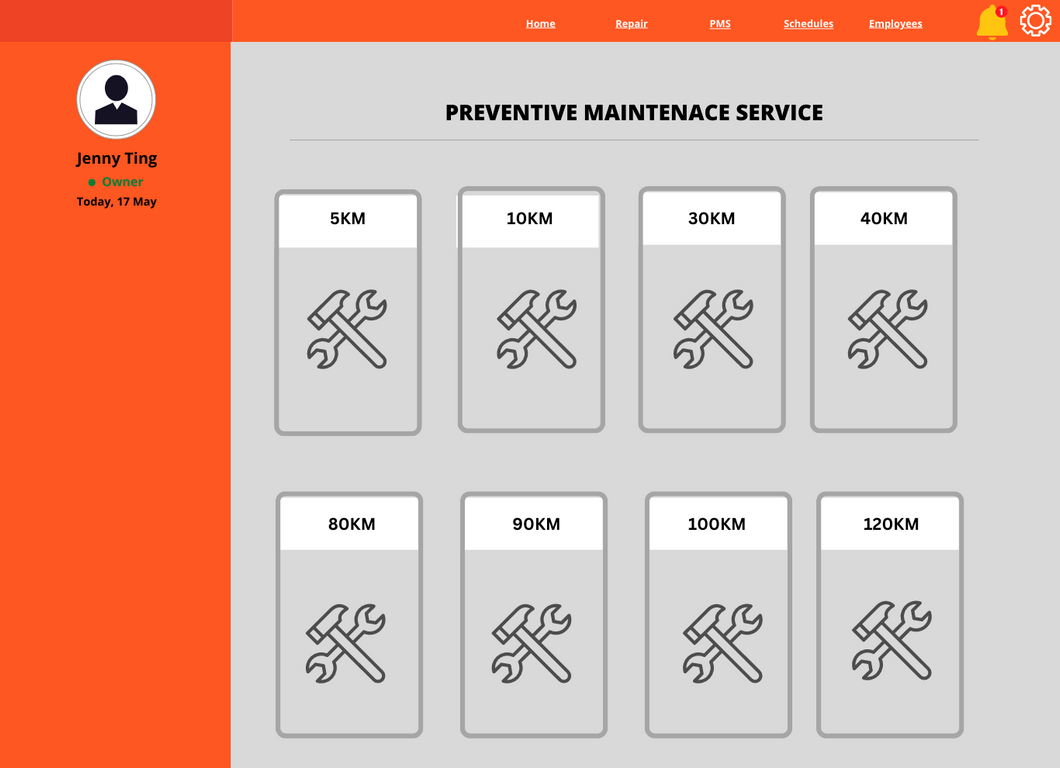 Home Repair PMS Schedules Employees 1
Jenny Ting
Owner
Today, 17 May
PREVENTIVE MAINTENACE SERVICE
5KM 10KM 30KM 40KM
80KM 90KM 100KM 120KM